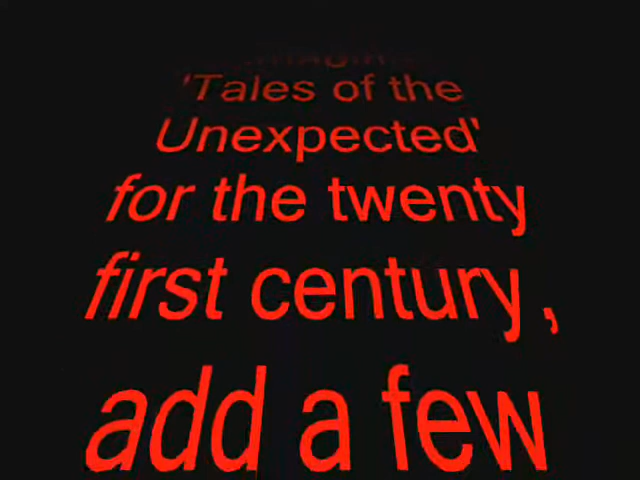 'Tales of the
Unexpected'
for the twenty
first century ,
add a few